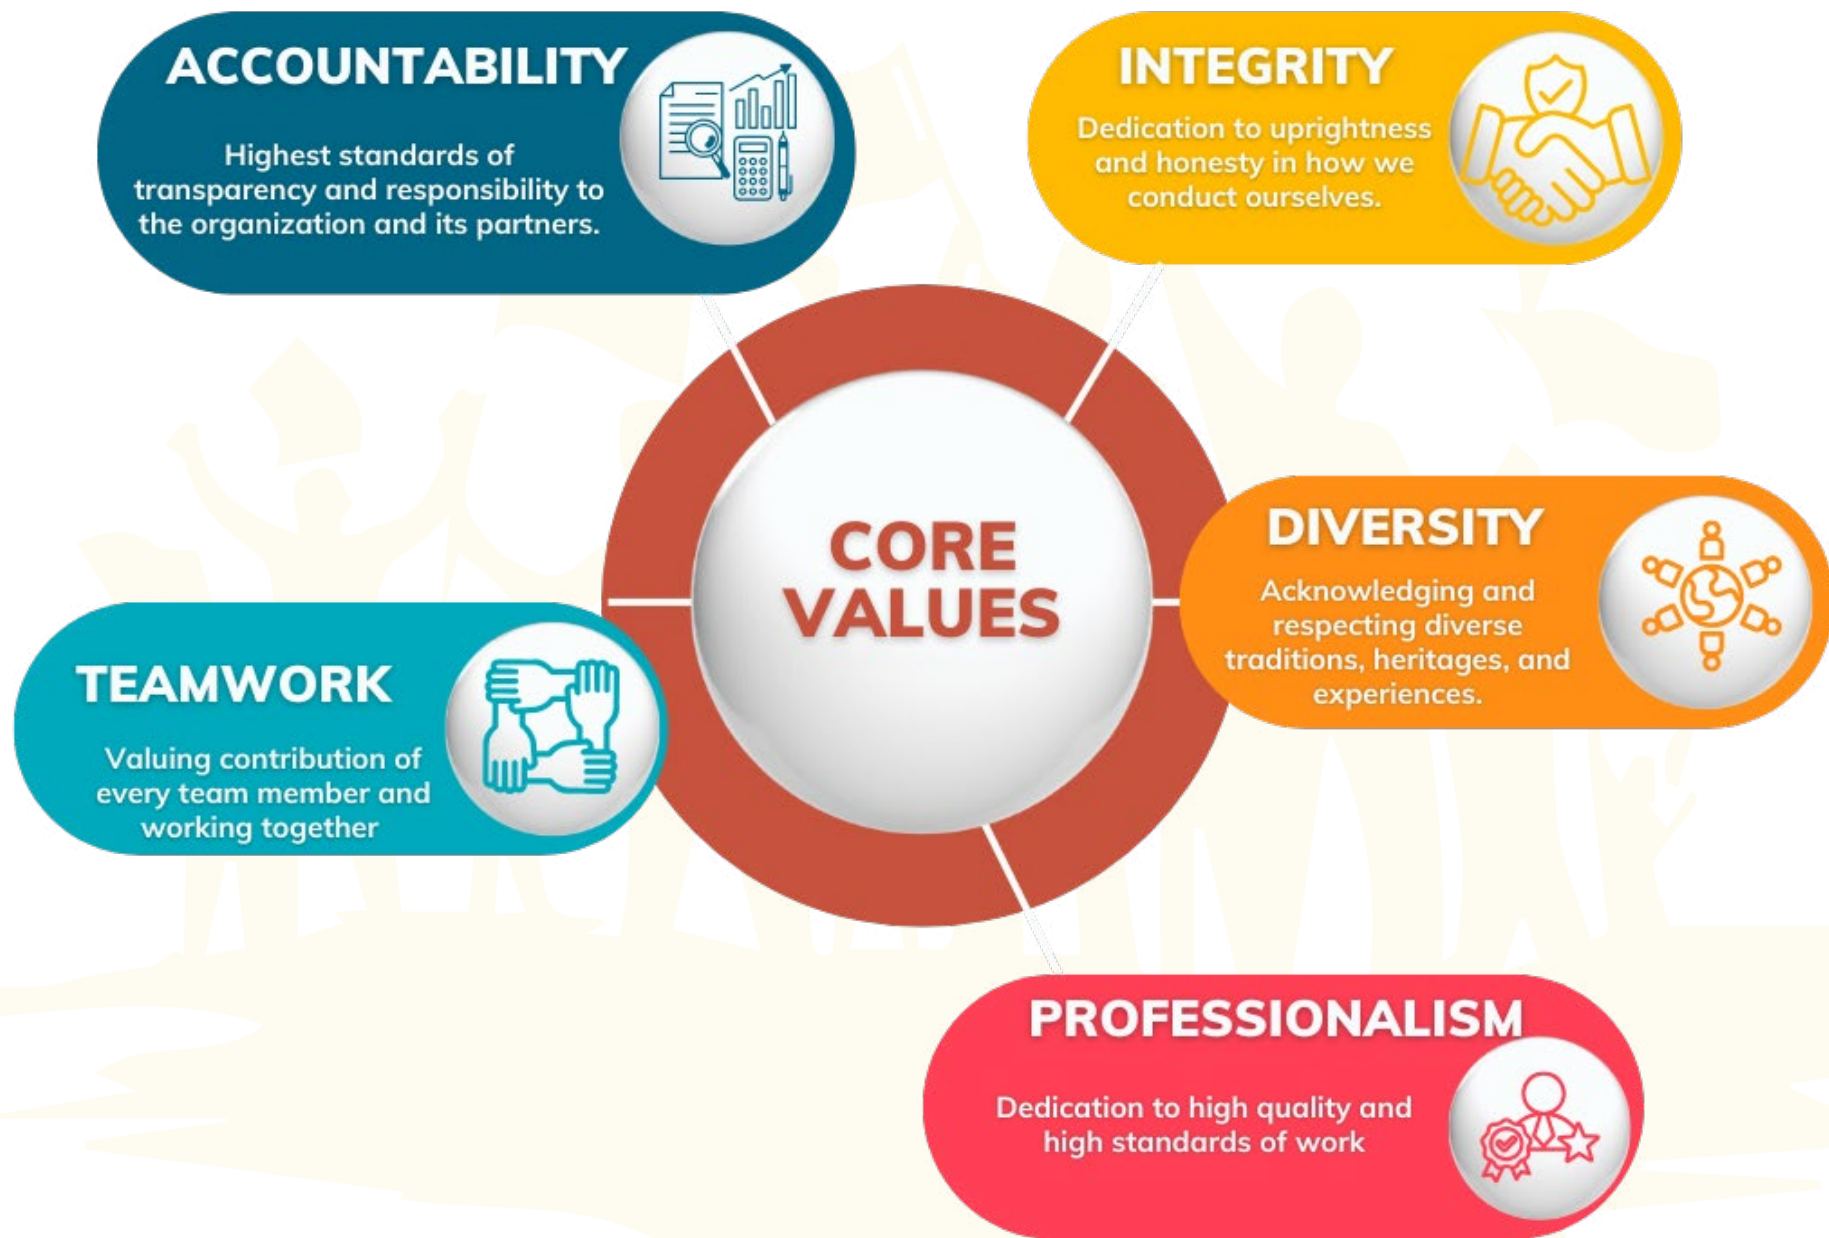 ACCOUNTABILITY
Highest standards of
transparency and responsibility to
the organization and its partners.
INTEGRITY
Dedication to uprightness
and honesty in how we
conduct ourselves.
CORE
VALUES
DIVERSITY
Acknowledging and
respecting diverse
traditions, heritages, and
experiences.
TEAMWORK
Valuing contribution of
every team member and
working together
PROFESSIONALISM
Dedication to high quality and
high standards of work